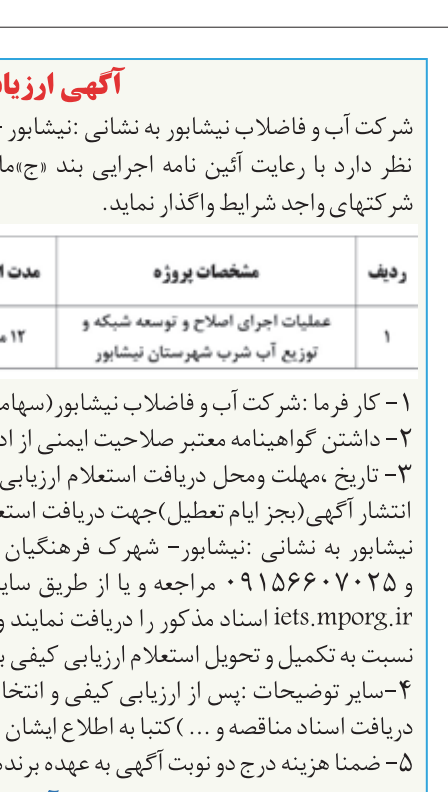 آگهی ارزیا
شرکت آب و فاضلاب نیشابور به نشانی :نیشابور -
نظر دارد با رعایت آئین نامه اجرایی بند «ج»ما
شرکتهای واجد شرایط واگذار نماید.
ردیف مشخصات پروژه مدت ا
۱ عملیات اجرای اصلاح و توسعه شبکه و ۱۲ م
توزیع آب شرب شهرستان نیشابور
۱- کار فرما :شرکت آب و فاضلاب نیشابور(سهام
۲- داشتن گواهینامه معتبر صلاحیت ایمنی از اد
۳- تاریخ ،مهلت ومحل دریافت استعلام ارزیابی
انتشار آگهی(بجز ایام تعطیل)جهت دریافت استع
نیشابور به نشانی :نیشابور- شهرک فرهنگیان
و ۰۹۱۵۶۶۰۷۰۲۵ مراجعه و یا از طریق سای
iets.mporg.ir اسناد مذکور را دریافت نمایند و
نسبت به تکمیل و تحویل استعلام ارزیابی کیفی ب
۴-سایر توضیحات :پس از ارزیابی کیفی و انتخا
دریافت اسناد مناقصه و ... )کتبا به اطلاع ایشان
۵- ضمنا هزینه درج دو نوبت آگهی به عهده برنده